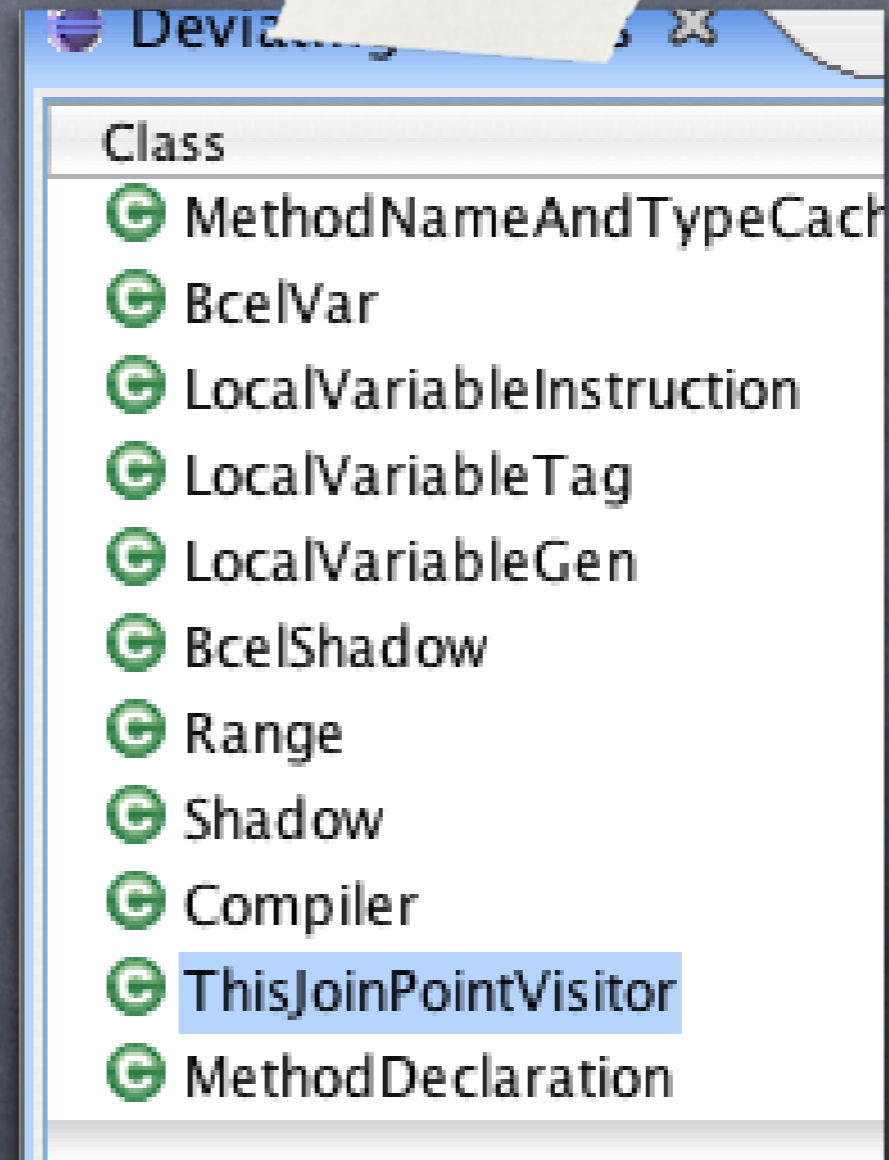 Class
MethodNameAndTypeCach
BcelVar
LocalVariableInstruction
LocalVariableTag
LocalVariableGen
BcelShadow
Range
Shadow
Compiler
ThisJoinPointVisitor
MethodDeclaration